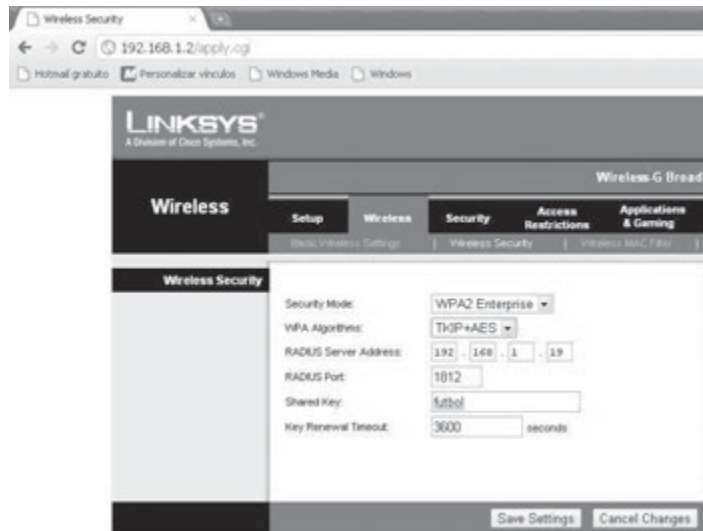 Wireless Security
192.168.1.2/apply.cgi
Hotmail gratuito Personalizar vínculos Windows Media Windows
LINKSYS®
A Division of Cisco Systems, Inc.
Wireless-G Broad
Wireless
Setup Wireless Security Access Restrictions Applications & Gaming
Basic Wireless Settings | Wireless Security | Wireless MAC Filter |
Wireless Security
Security Mode: WPA2 Enterprise
WPA Algorithms: TKIP+AES
RADIUS Server Address: 192 . 168 . 1 . 19
RADIUS Port: 1812
Shared Key: futbol
Key Renewal Timeout: 3600 seconds
Save Settings Cancel Changes